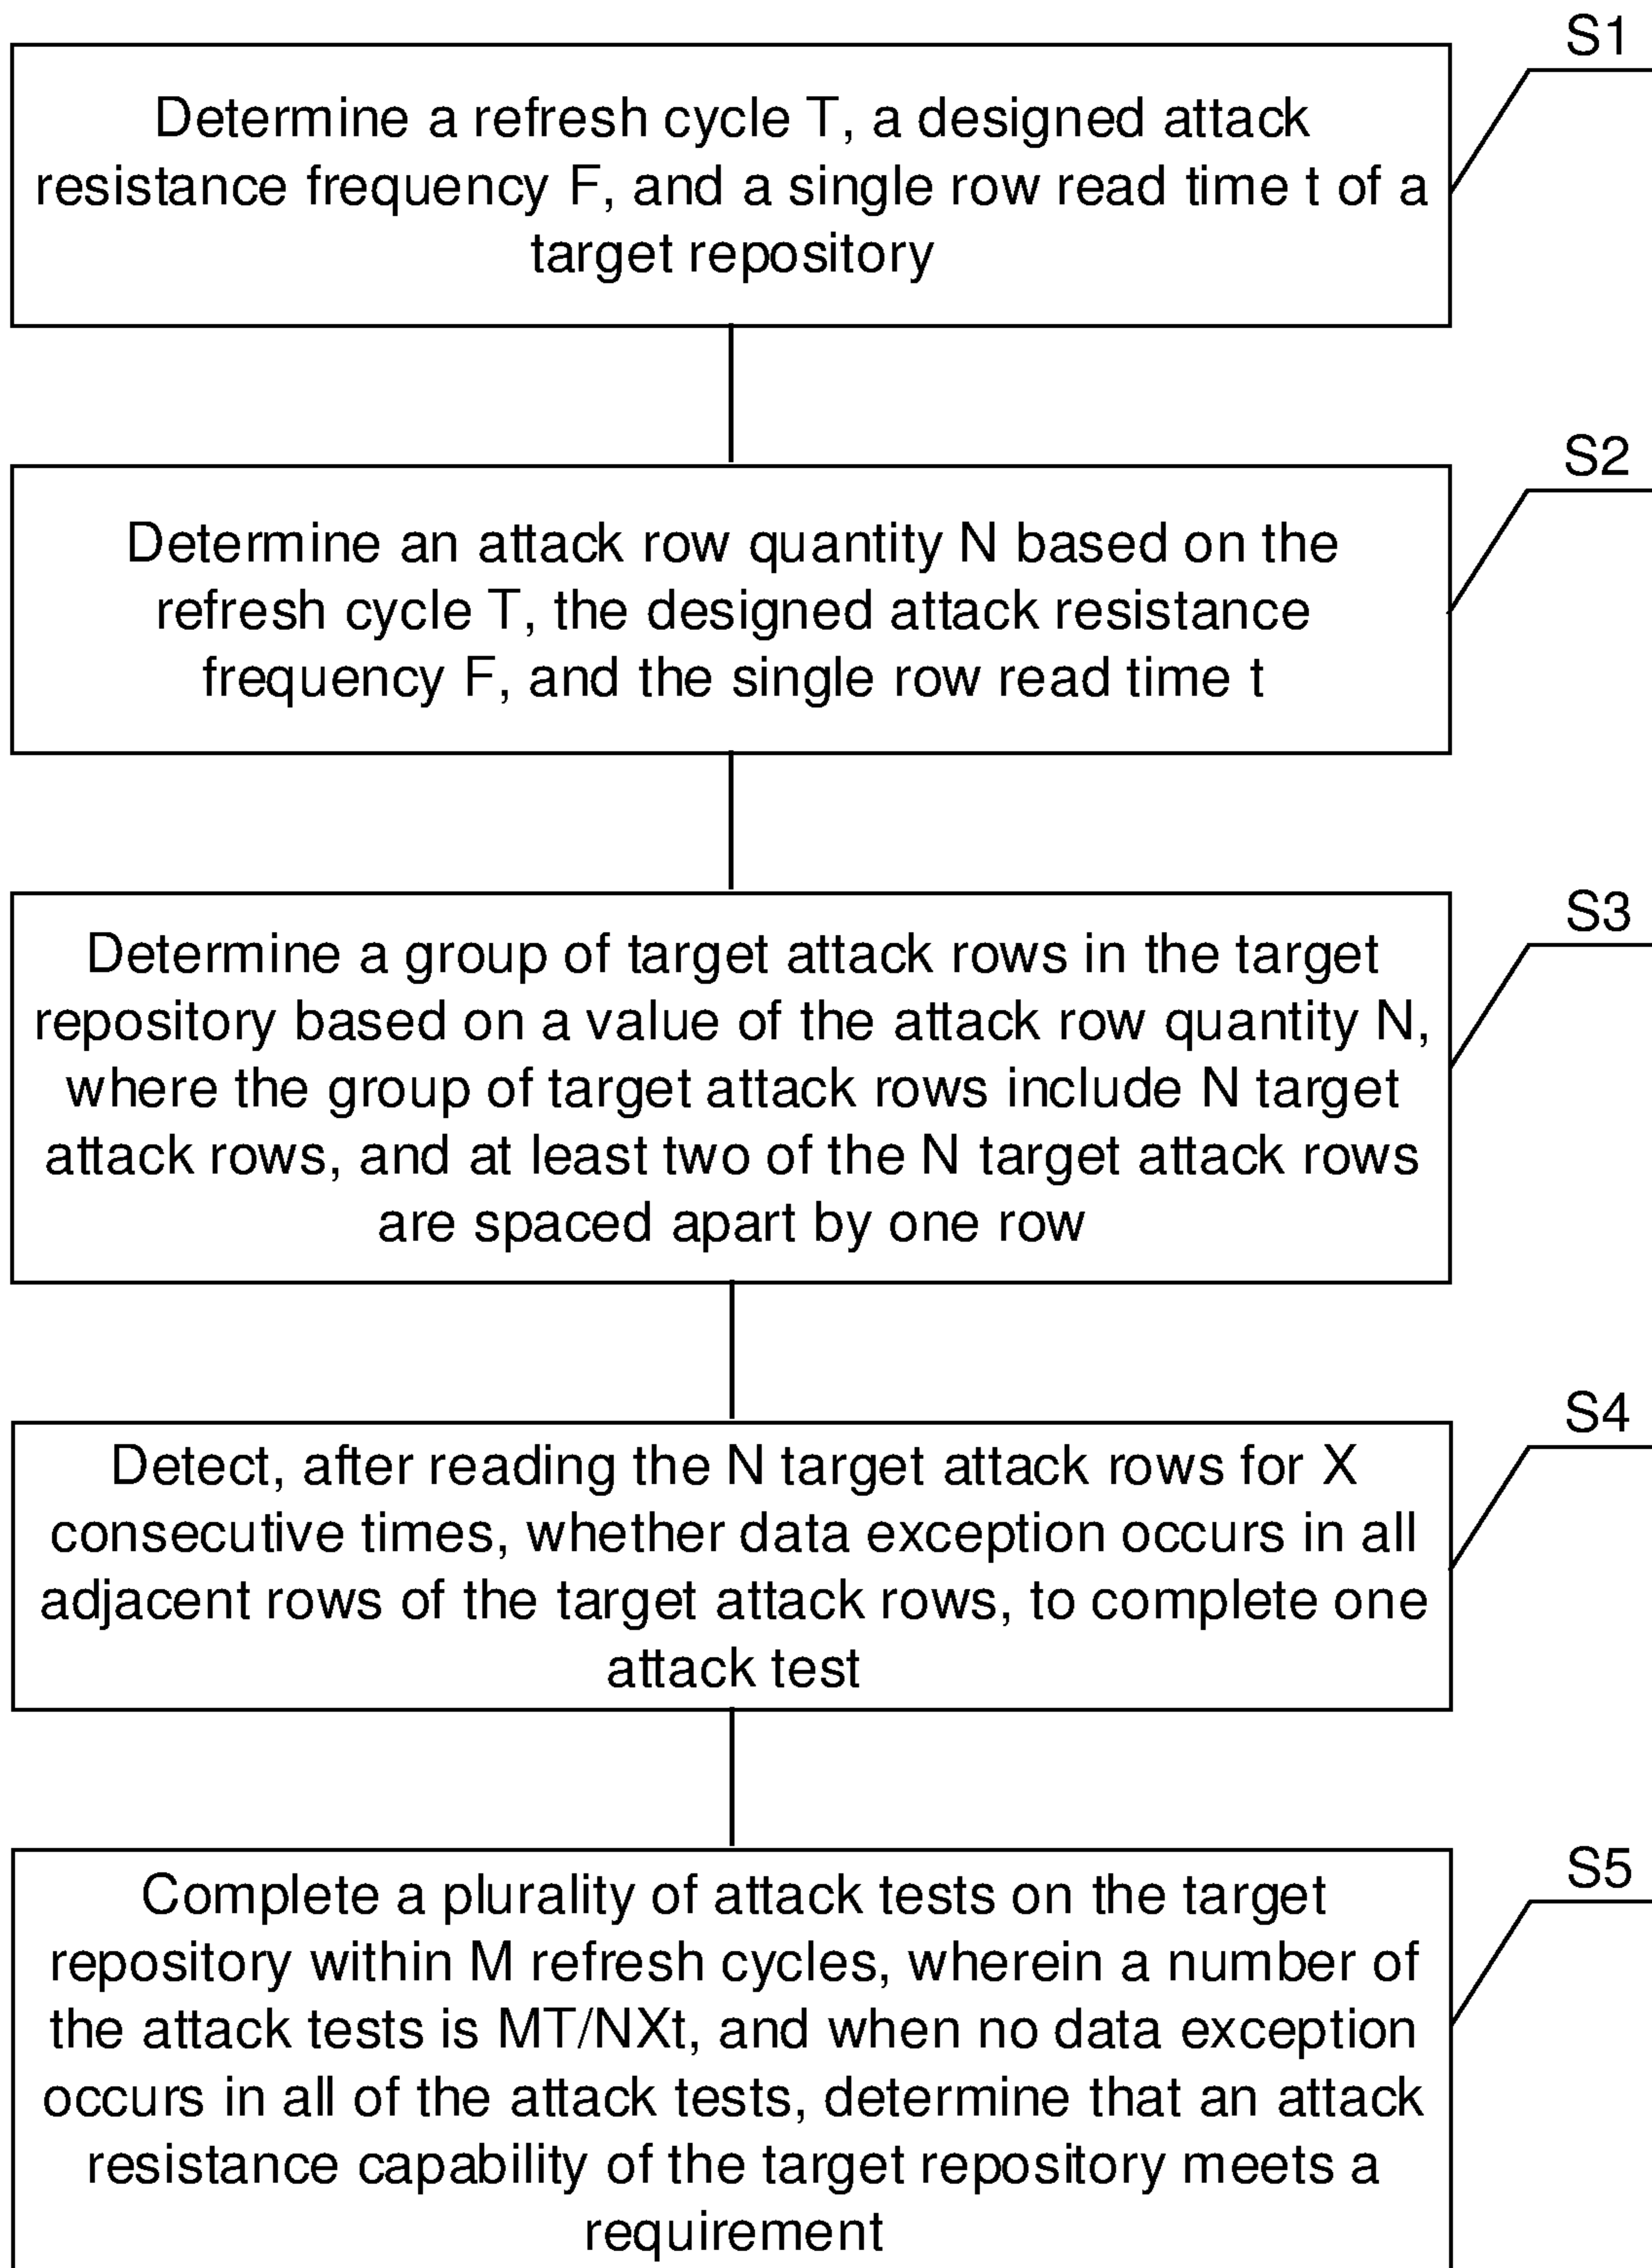 S1
Determine a refresh cycle T, a designed attack
resistance frequency F, and a single row read time t of a
target repository
S2
Determine an attack row quantity N based on the
refresh cycle T, the designed attack resistance
frequency F, and the single row read time t
S3
Determine a group of target attack rows in the target
repository based on a value of the attack row quantity N,
where the group of target attack rows include N target
attack rows, and at least two of the N target attack rows
are spaced apart by one row
S4
Detect, after reading the N target attack rows for X
consecutive times, whether data exception occurs in all
adjacent rows of the target attack rows, to complete one
attack test
S5
Complete a plurality of attack tests on the target
repository within M refresh cycles, wherein a number of
the attack tests is MT/NXt, and when no data exception
occurs in all of the attack tests, determine that an attack
resistance capability of the target repository meets a
requirement